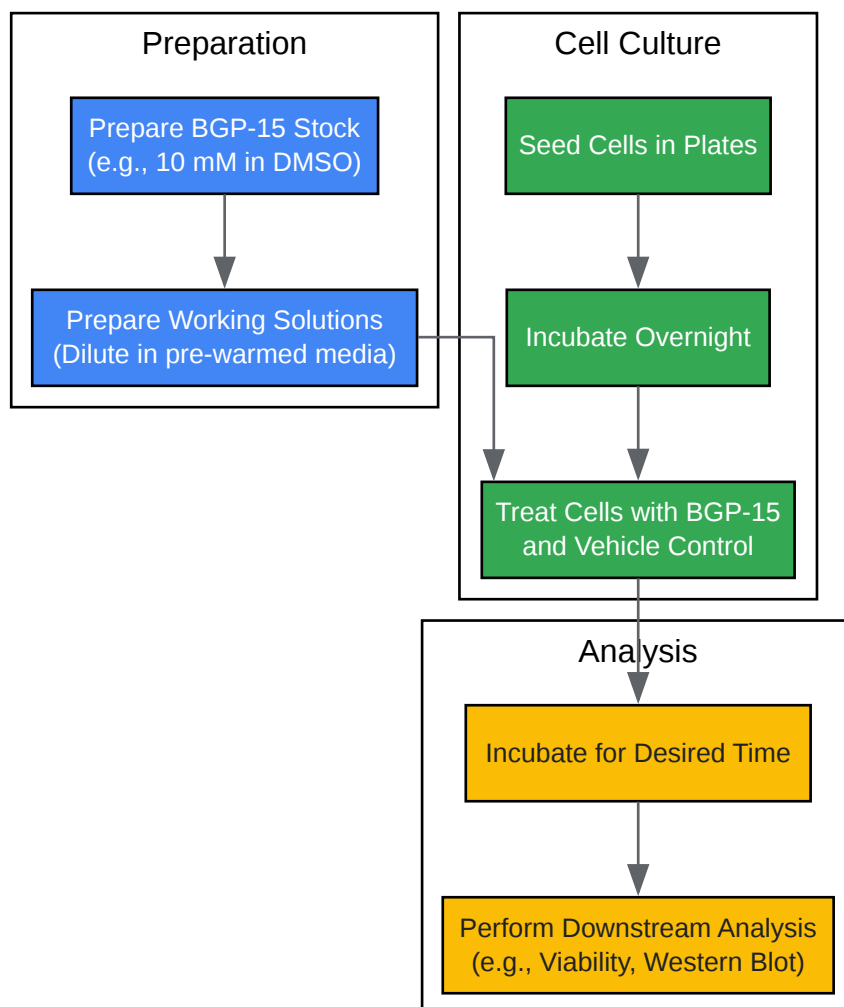 Preparation
Prepare BGP-15 Stock
(e.g., 10 mM in DMSO)
Prepare Working Solutions
(Dilute in pre-warmed media)
Cell Culture
Seed Cells in Plates
Incubate Overnight
Treat Cells with BGP-15
and Vehicle Control
Analysis
Incubate for Desired Time
Perform Downstream Analysis
(e.g., Viability, Western Blot)